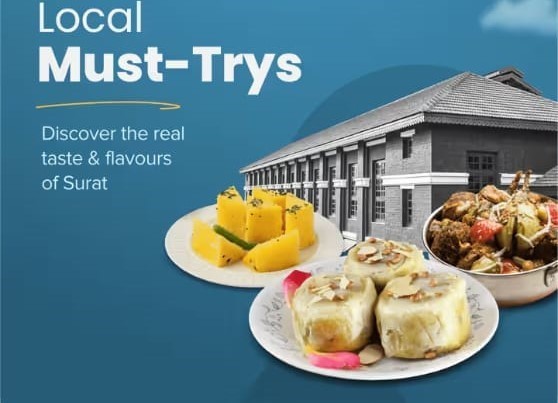 Local
Must-Trys
Discover the real
taste & flavours
of Surat